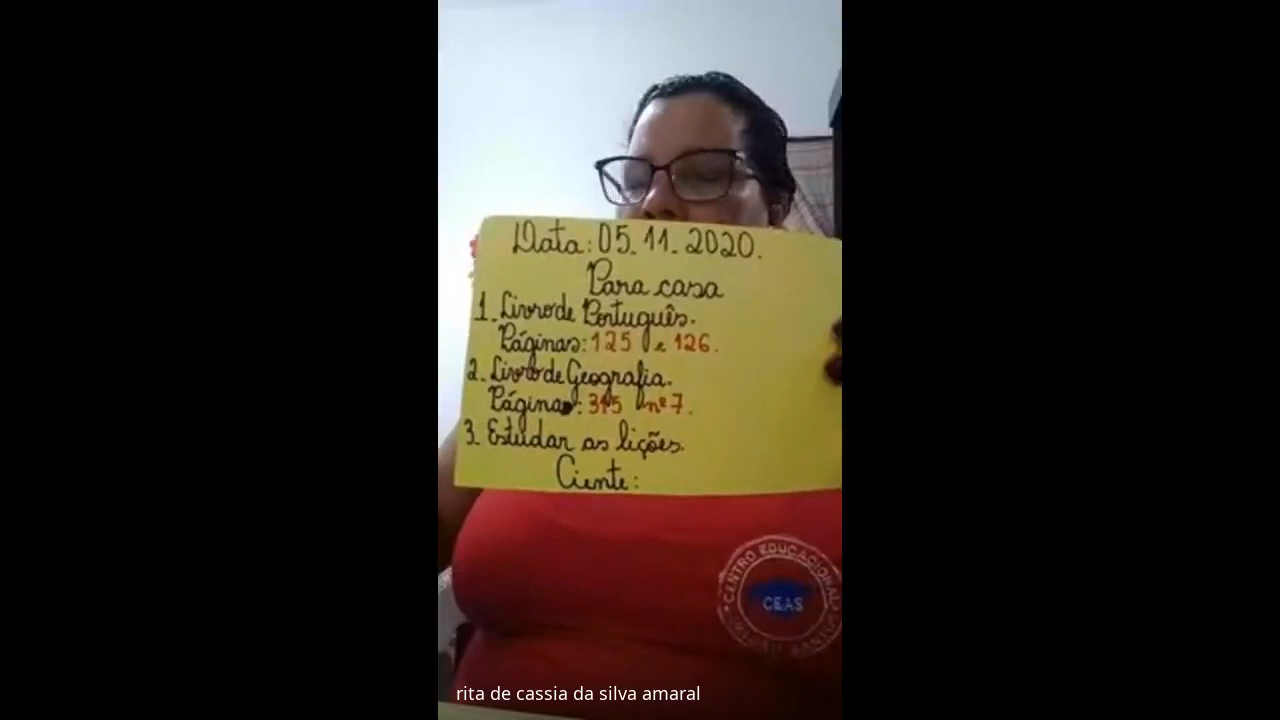 Data: 05.11.2020.
Para casa
1. Livro de Português.
Páginas: 125 e 126.
2. Livro de Geografia.
Páginas: 315 nº 7.
3. Estudar as lições.
Ciente:
CENTRO EDUCACIONAL
CEAS
rita de cassia da silva amaral